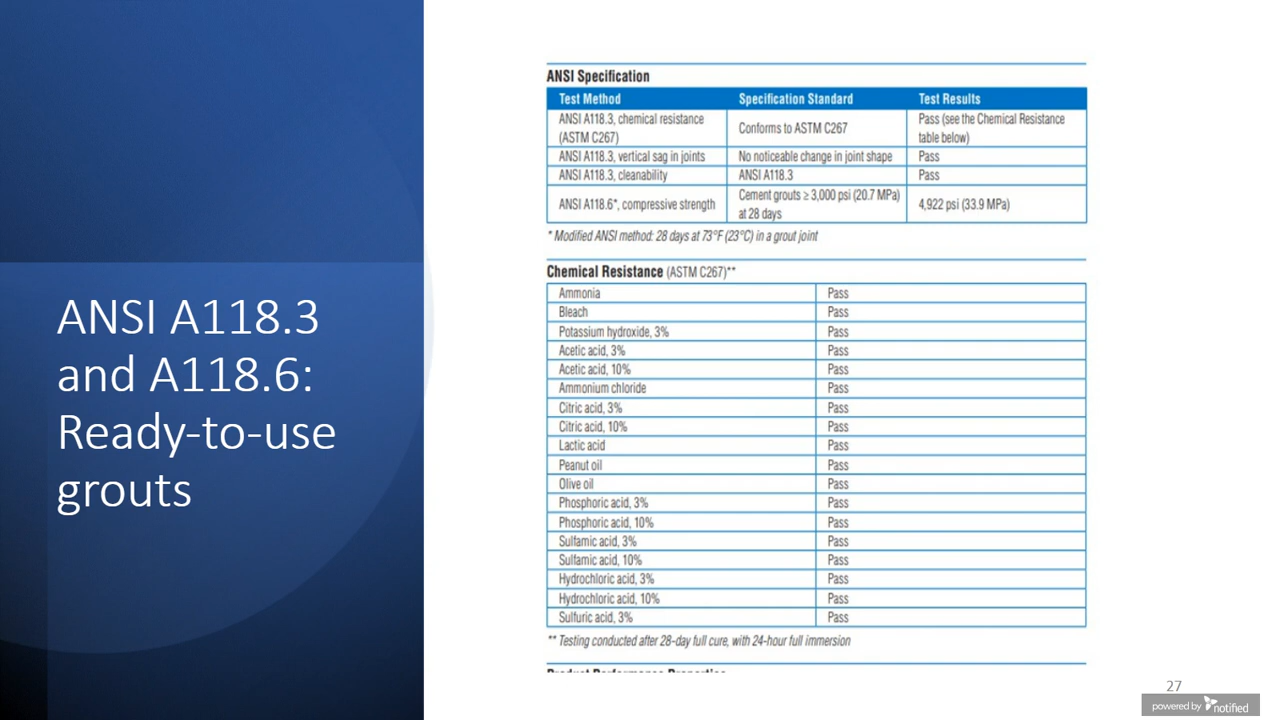 ANSI A118.3
and A118.6:
Ready-to-use
grouts
ANSI Specification
Test Method Specification Standard Test Results
ANSI A118.3, chemical resistance
(ASTM C267)
Conforms to ASTM C267
Pass (see the Chemical Resistance
table below)
ANSI A118.3, vertical sag in joints No noticeable change in joint shape Pass
ANSI A118.3, cleanability ANSI A118.3 Pass
ANSI A118.6*, compressive strength
Cement grouts ≥ 3,000 psi (20.7 MPa)
at 28 days
4,922 psi (33.9 MPa)
* Modified ANSI method: 28 days at 73°F (23°C) in a grout joint
Chemical Resistance (ASTM C267)**
Ammonia Pass
Bleach Pass
Potassium hydroxide, 3% Pass
Acetic acid, 3% Pass
Acetic acid, 10% Pass
Ammonium chloride Pass
Citric acid, 3% Pass
Citric acid, 10% Pass
Lactic acid Pass
Peanut oil Pass
Olive oil Pass
Phosphoric acid, 3% Pass
Phosphoric acid, 10% Pass
Sulfamic acid, 3% Pass
Sulfamic acid, 10% Pass
Hydrochloric acid, 3% Pass
Hydrochloric acid, 10% Pass
Sulfuric acid, 3% Pass
** Testing conducted after 28-day full cure, with 24-hour full immersion
27
powered by notified